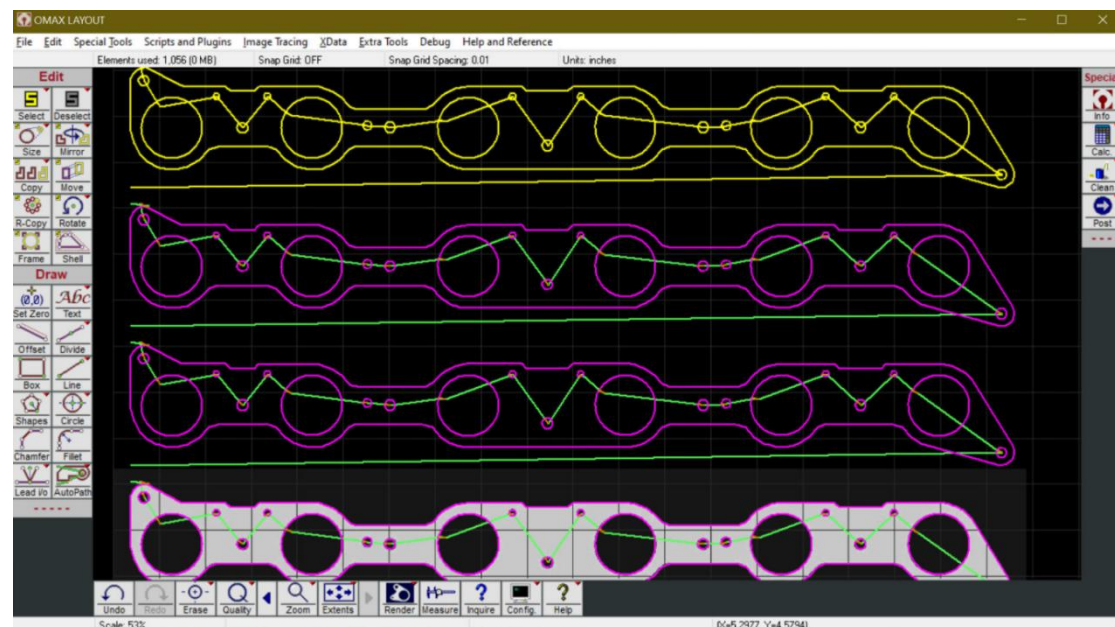 OMAX LAYOUT
File Edit Special Tools Scripts and Plugins Image Tracing XData Extra Tools Debug Help and Reference
Elements used: 1,056 (0 MB) Snap Grid: OFF Snap Grid Spacing: 0.01 Units: inches
Edit
Select Deselect
Size Mirror
Copy Move
R-Copy Rotate
Frame Shell
Draw
(0,0) Abc
Set Zero Text
Offset Divide
Box Line
Shapes Circle
Chamfer Fillet
Lead i/o AutoPath
Specia
Info
Calc.
Clean
Post
Undo Redo Erase Quality Zoom Extents Render Measure Inquire Config. Help
Scale: 53% (X=5.2977, Y=4.5794)